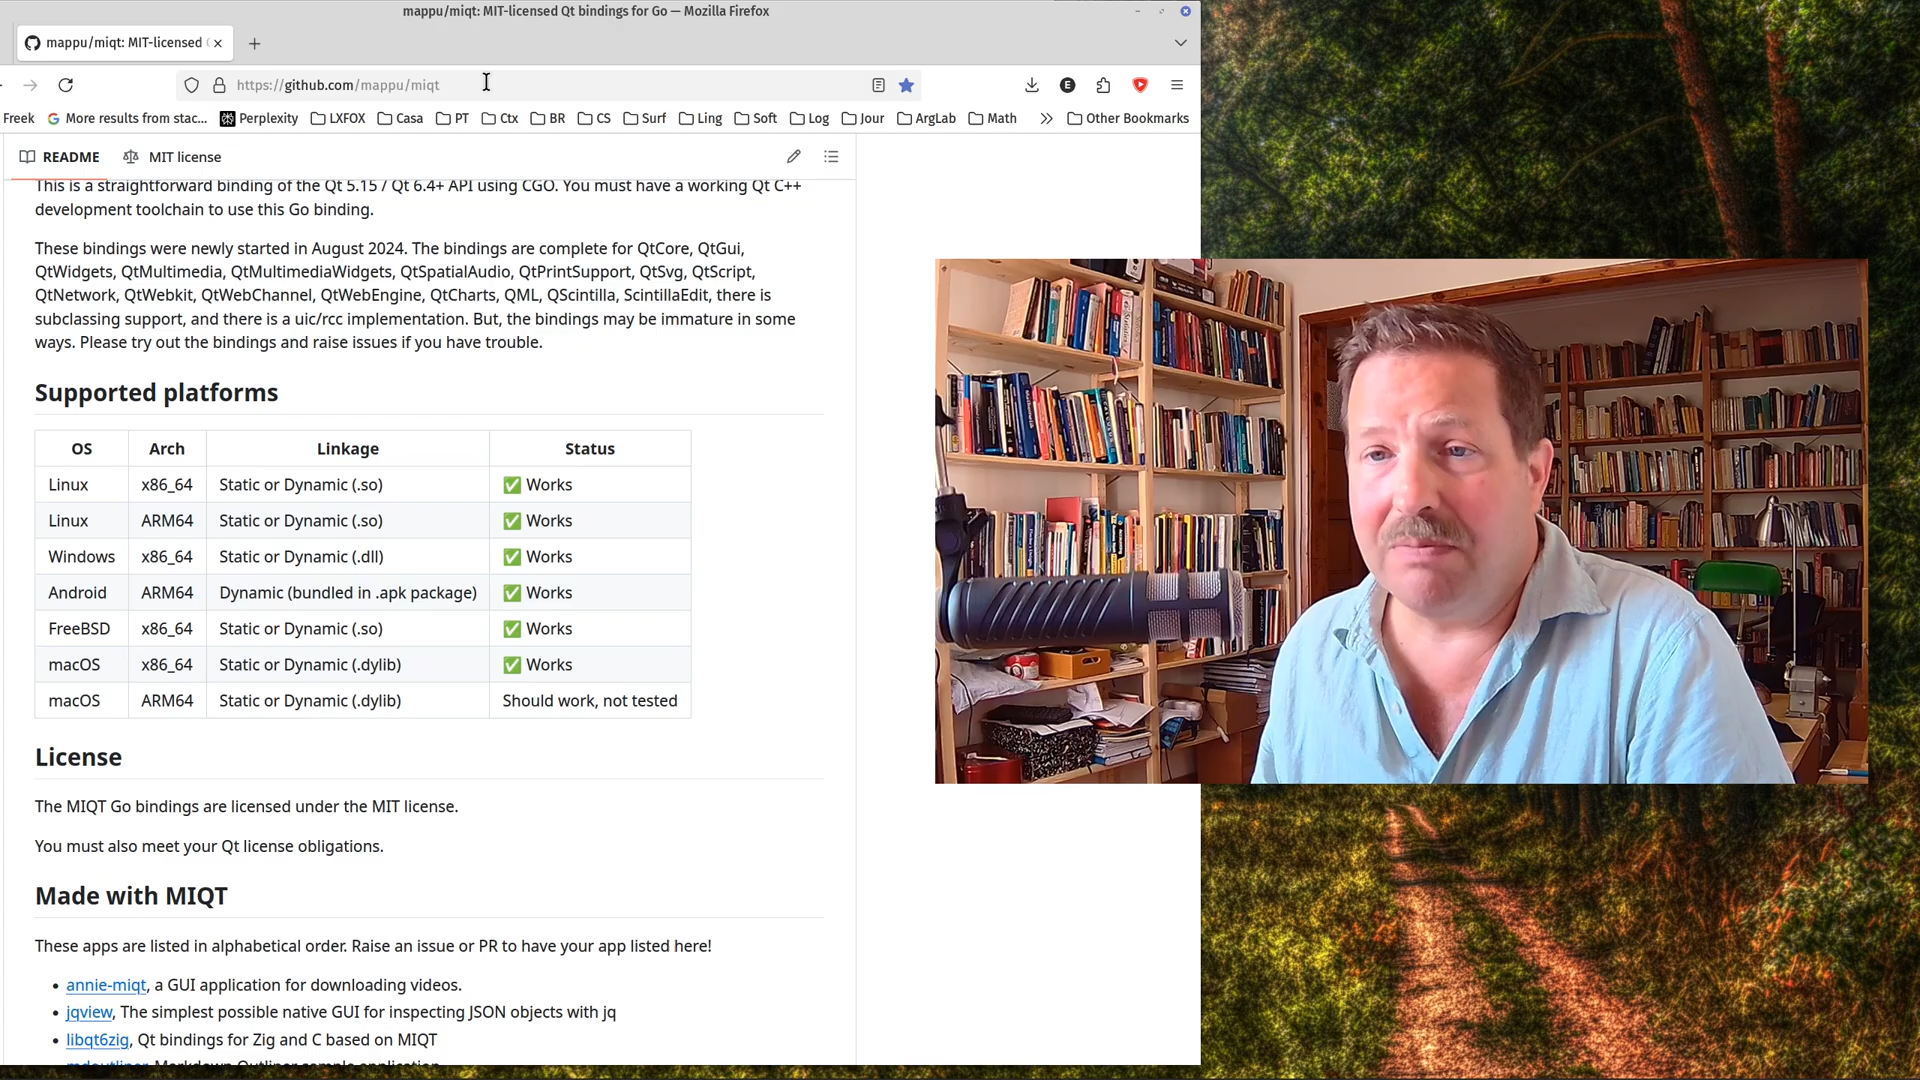 mappu/miqt: MIT-licensed Qt bindings for Go — Mozilla Firefox
mappu/miqt: MIT-licensed
https://github.com/mappu/miqt
Freek
More results from stac...
Perplexity
LXFOX
Casa
PT
Ctx
BR
CS
Surf
Ling
Soft
Log
Jour
ArgLab
Math
Other Bookmarks
README
MIT license
This is a straightforward binding of the Qt 5.15 / Qt 6.4+ API using CGO. You must have a working Qt C++
development toolchain to use this Go binding.
These bindings were newly started in August 2024. The bindings are complete for QtCore, QtGui,
QtWidgets, QtMultimedia, QtMultimediaWidgets, QtSpatialAudio, QtPrintSupport, QtSvg, QtScript,
QtNetwork, QtWebkit, QtWebChannel, QtWebEngine, QtCharts, QML, QScintilla, ScintillaEdit, there is
subclassing support, and there is a uic/rcc implementation. But, the bindings may be immature in some
ways. Please try out the bindings and raise issues if you have trouble.
Supported platforms
OS Arch Linkage Status
Linux x86_64 Static or Dynamic (.so) ✅ Works
Linux ARM64 Static or Dynamic (.so) ✅ Works
Windows x86_64 Static or Dynamic (.dll) ✅ Works
Android ARM64 Dynamic (bundled in .apk package) ✅ Works
FreeBSD x86_64 Static or Dynamic (.so) ✅ Works
macOS x86_64 Static or Dynamic (.dylib) ✅ Works
macOS ARM64 Static or Dynamic (.dylib) Should work, not tested
License
The MIQT Go bindings are licensed under the MIT license.
You must also meet your Qt license obligations.
Made with MIQT
These apps are listed in alphabetical order. Raise an issue or PR to have your app listed here!
• annie-miqt, a GUI application for downloading videos.
• jqview, The simplest possible native GUI for inspecting JSON objects with jq
• libqt6zig, Qt bindings for Zig and C based on MIQT
• mdoutliner, Markdown Outliner sample application